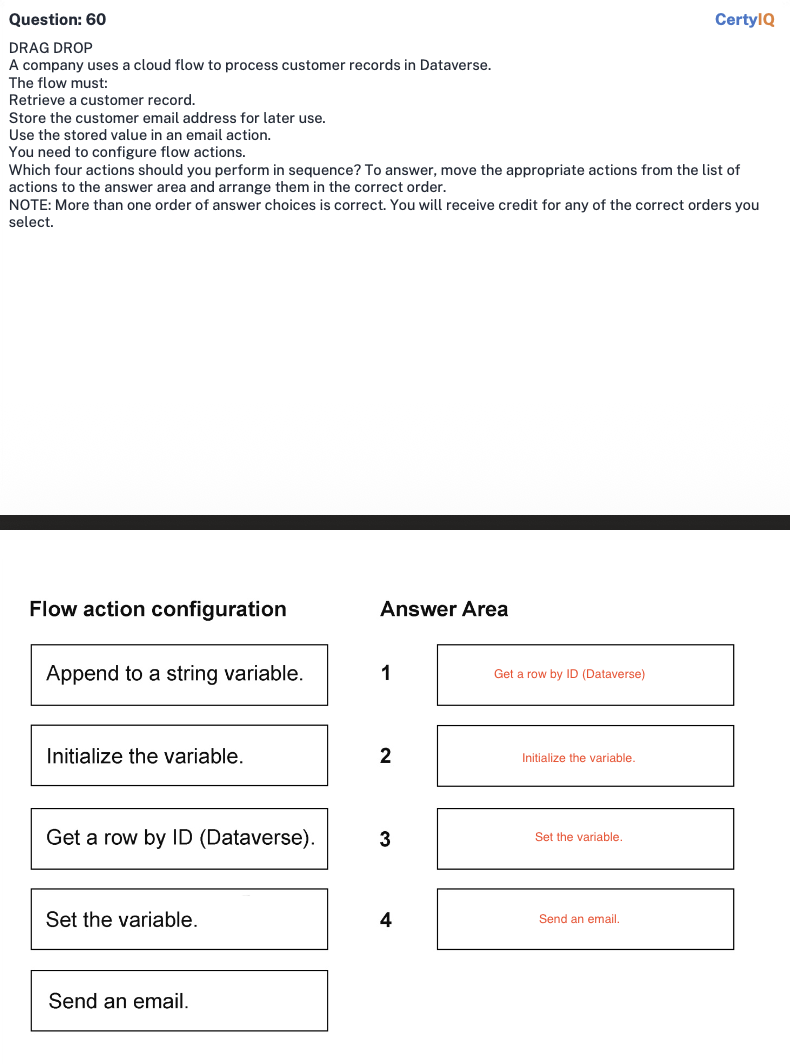 Question: 60
CertyIQ
DRAG DROP
A company uses a cloud flow to process customer records in Dataverse.
The flow must:
Retrieve a customer record.
Store the customer email address for later use.
Use the stored value in an email action.
You need to configure flow actions.
Which four actions should you perform in sequence? To answer, move the appropriate actions from the list of
actions to the answer area and arrange them in the correct order.
NOTE: More than one order of answer choices is correct. You will receive credit for any of the correct orders you
select.
Flow action configuration
Answer Area
Append to a string variable.
1
Get a row by ID (Dataverse)
Initialize the variable.
2
Initialize the variable.
Get a row by ID (Dataverse).
3
Set the variable.
Set the variable.
4
Send an email.
Send an email.